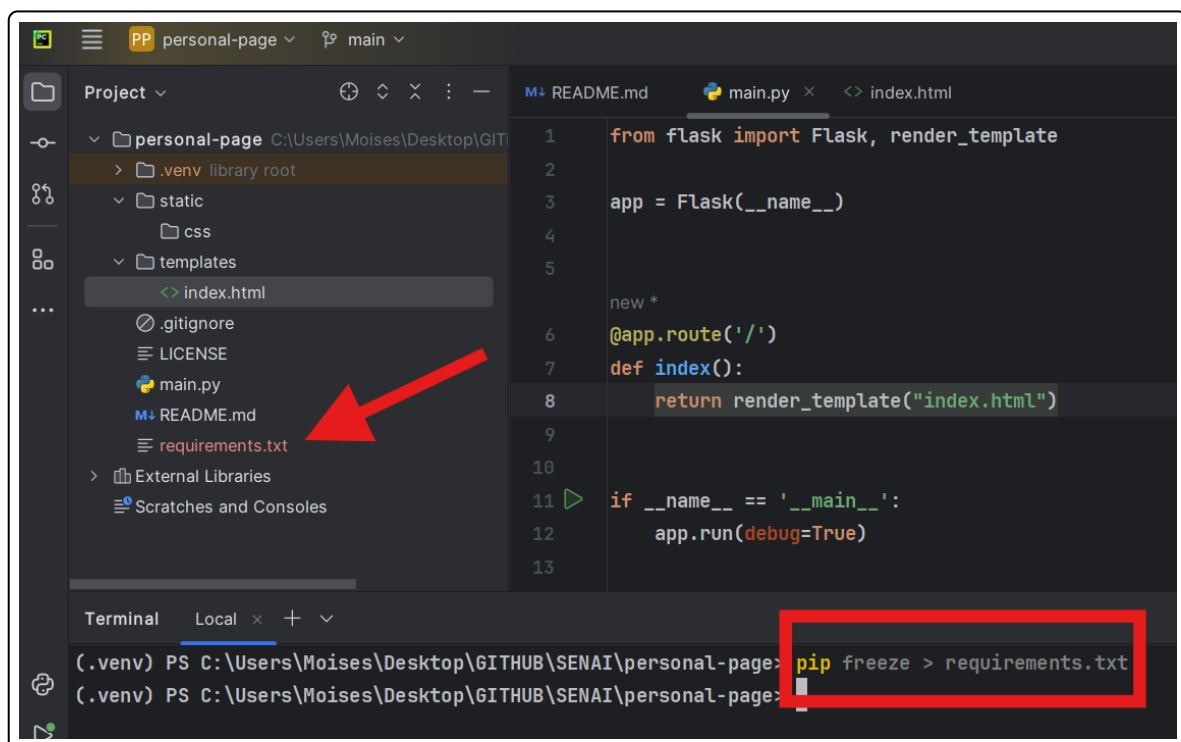 PC
PP personal-page main
Project
README.md main.py × <> index.html
personal-page C:\Users\Moises\Desktop\GIT
.venv library root
static
css
templates
<> index.html
.gitignore
LICENSE
main.py
M↓ README.md
requirements.txt
External Libraries
Scratches and Consoles
1 from flask import Flask, render_template
2
3 app = Flask(__name__)
4
5
new *
6 @app.route('/')
7 def index():
8 return render_template("index.html")
9
10
11 if __name__ == '__main__':
12 app.run(debug=True)
13
Terminal Local × +
(.venv) PS C:\Users\Moises\Desktop\GITHUB\SENAI\personal-page> pip freeze > requirements.txt
(.venv) PS C:\Users\Moises\Desktop\GITHUB\SENAI\personal-page>